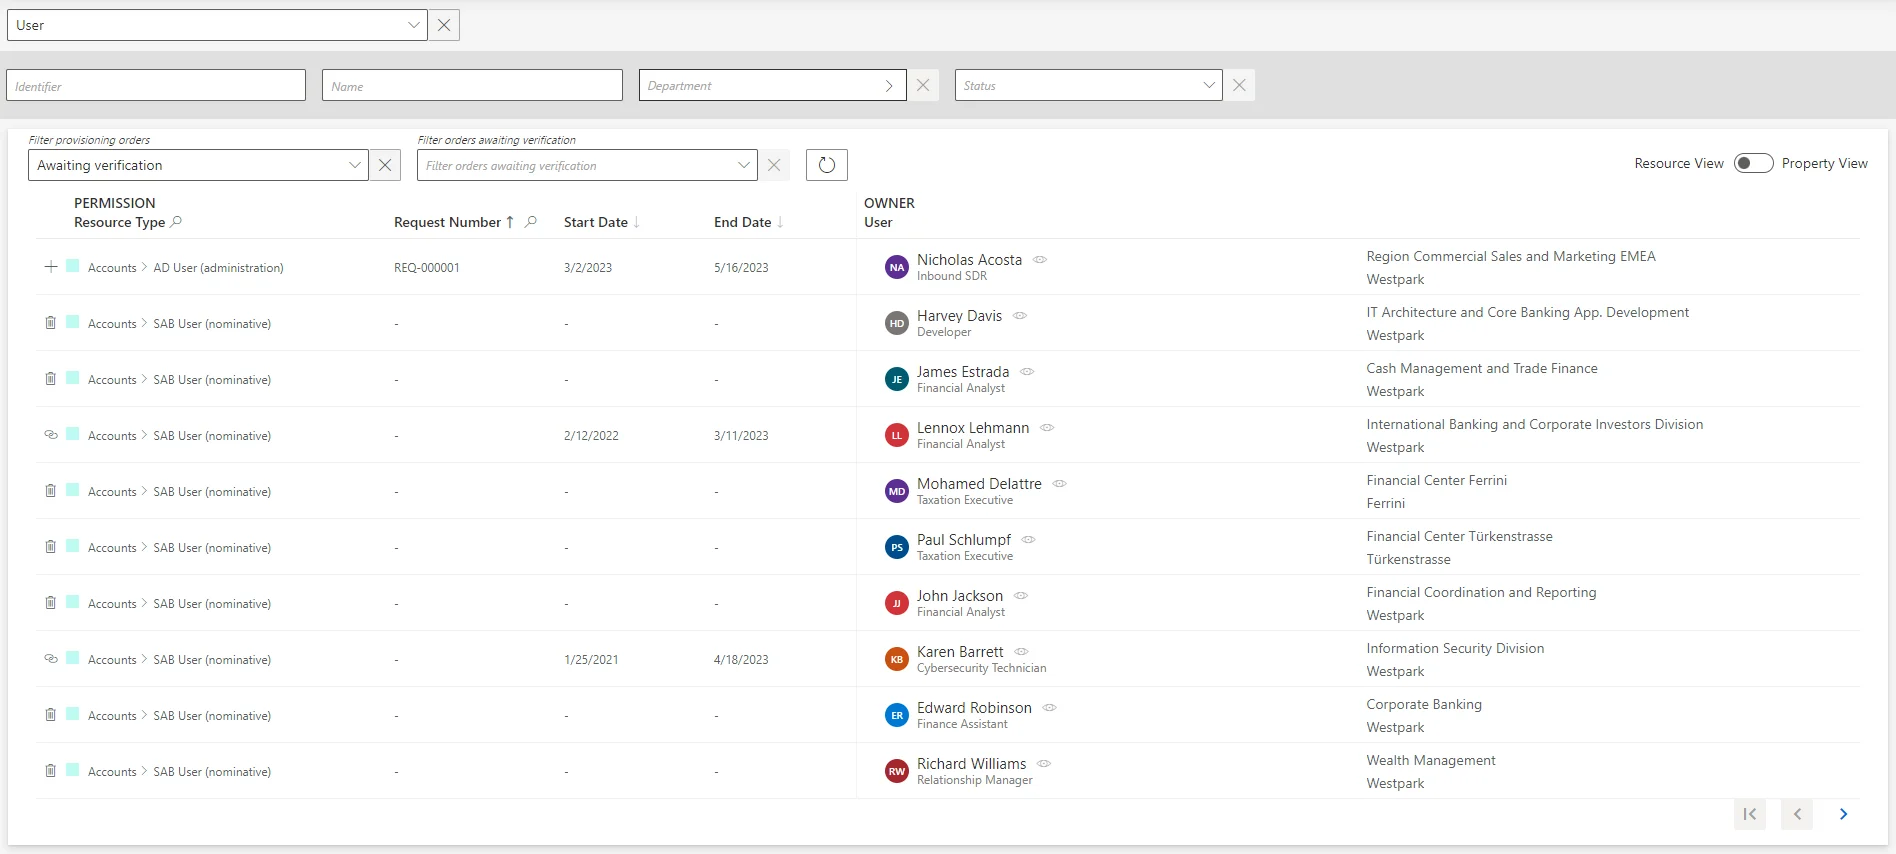 User
Identifier
Name
Department
Status
Filter provisioning orders
Filter orders awaiting verification
Awaiting verification
Filter orders awaiting verification
Resource View
Property View
PERMISSION
OWNER
Resource Type
Request Number
Start Date
End Date
User
Accounts > AD User (administration)
REQ-000001
3/2/2023
5/16/2023
NA
Nicholas Acosta
Inbound SDR
Region Commercial Sales and Marketing EMEA
Westpark
Accounts > SAB User (nominative)
-
-
-
HD
Harvey Davis
Developer
IT Architecture and Core Banking App. Development
Westpark
Accounts > SAB User (nominative)
-
-
-
JE
James Estrada
Financial Analyst
Cash Management and Trade Finance
Westpark
Accounts > SAB User (nominative)
-
2/12/2022
3/11/2023
LL
Lennox Lehmann
Financial Analyst
International Banking and Corporate Investors Division
Westpark
Accounts > SAB User (nominative)
-
-
-
MD
Mohamed Delattre
Taxation Executive
Financial Center Ferrini
Ferrini
Accounts > SAB User (nominative)
-
-
-
PS
Paul Schlumpf
Taxation Executive
Financial Center Türkenstrasse
Türkenstrasse
Accounts > SAB User (nominative)
-
-
-
JJ
John Jackson
Financial Analyst
Financial Coordination and Reporting
Westpark
Accounts > SAB User (nominative)
-
1/25/2021
4/18/2023
KB
Karen Barrett
Cybersecurity Technician
Information Security Division
Westpark
Accounts > SAB User (nominative)
-
-
-
ER
Edward Robinson
Finance Assistant
Corporate Banking
Westpark
Accounts > SAB User (nominative)
-
-
-
RW
Richard Williams
Relationship Manager
Wealth Management
Westpark